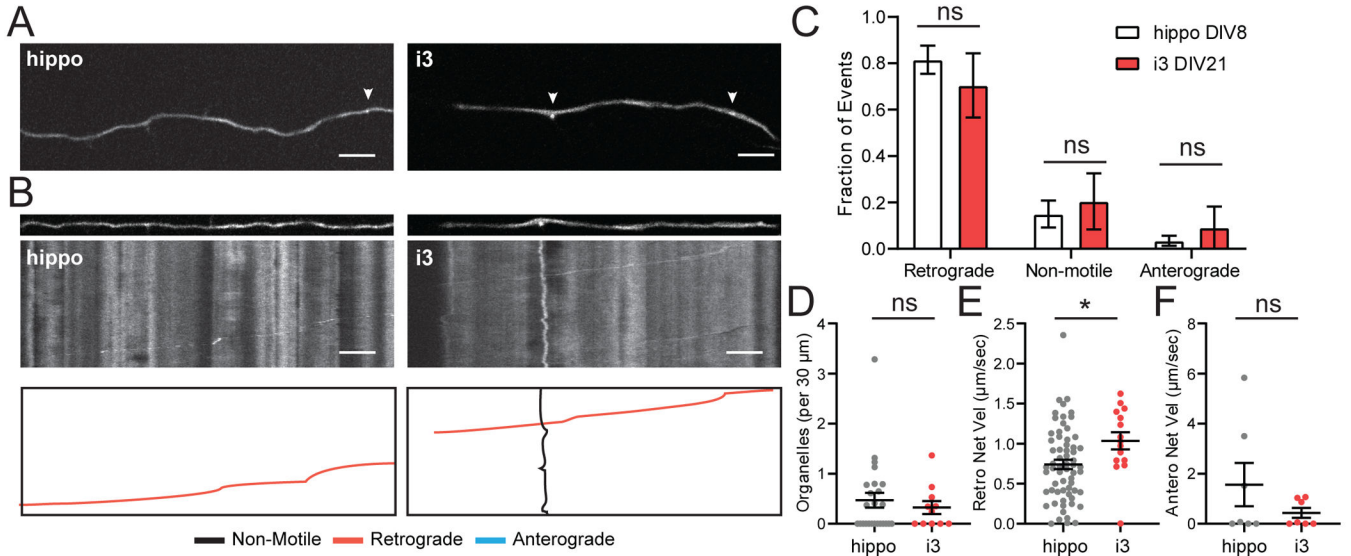 A
hippo
i3
B
hippo
i3
Non-Motile
Retrograde
Anterograde
C
Fraction of Events
1.0
0.8
0.6
0.4
0.2
0.0
ns
ns
ns
hippo DIV8
i3 DIV21
Retrograde
Non-motile
Anterograde
D
ns
Organelles (per 30 µm)
4
3
2
1
0
hippo
i3
E
*
Retro Net Vel (µm/sec)
2.5
2.0
1.5
1.0
0.5
0.0
hippo
i3
F
ns
Antero Net Vel (µm/sec)
8
6
4
2
0
hippo
i3